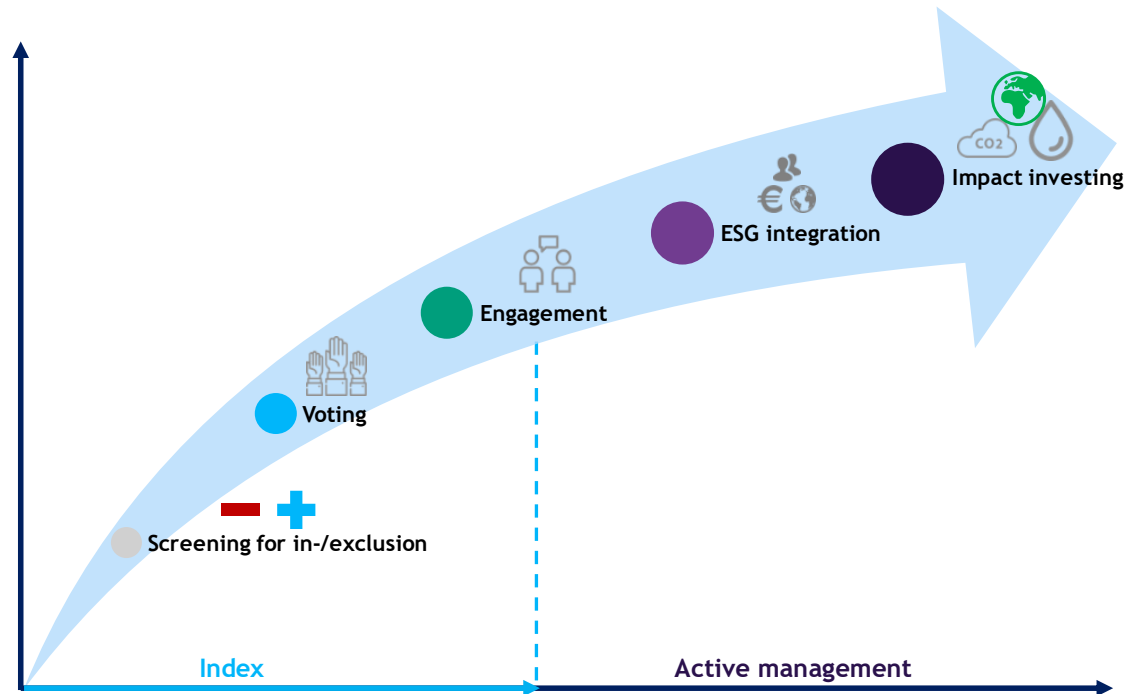 CO2
Impact investing
€
ESG integration
Engagement
Voting
Screening for in-/exclusion
Index
Active management